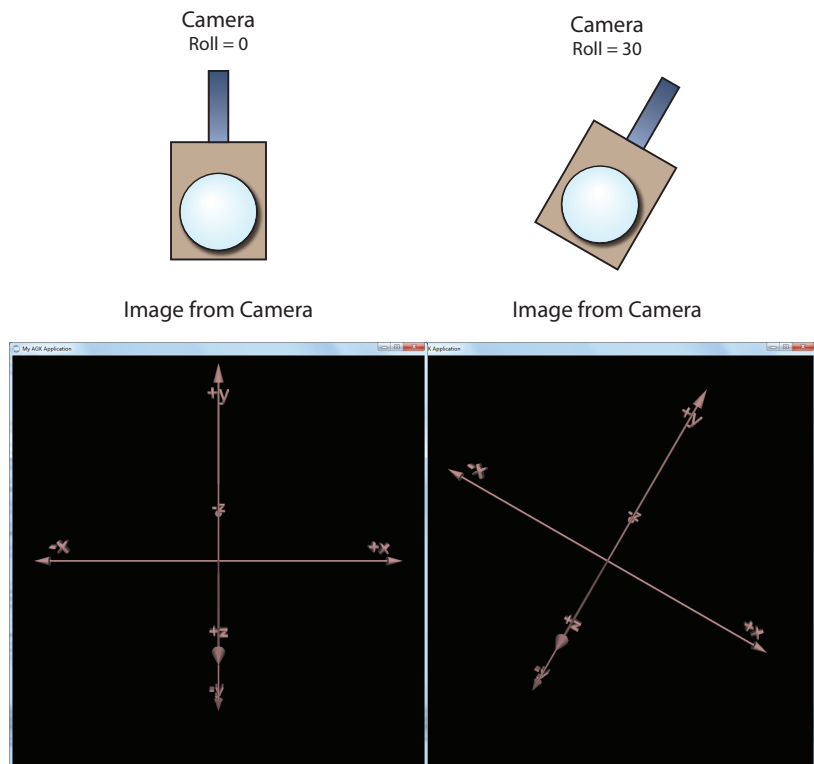 Camera
Roll = 0
Camera
Roll = 30
Image from Camera
Image from Camera
My AGK Application
K Application
+y
-z
-x
+x
+z
-y
+y
-x
-z
+z
+x
-y